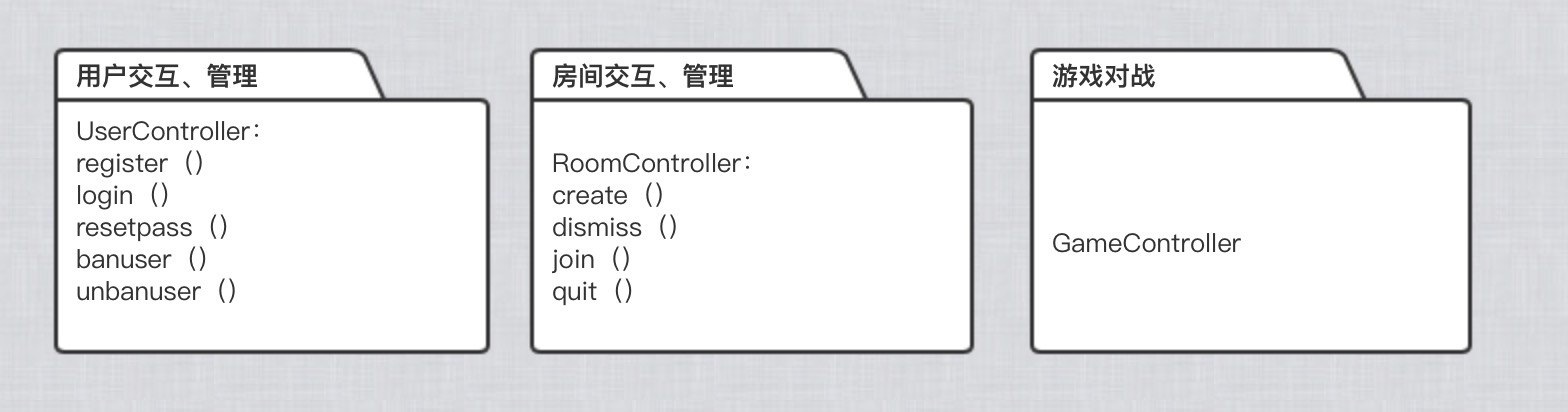 用户交互、管理
UserController：
register（）
login（）
resetpass（）
banuser（）
unbanuser（）
房间交互、管理
RoomController：
create（）
dismiss（）
join（）
quit（）
游戏对战
GameController